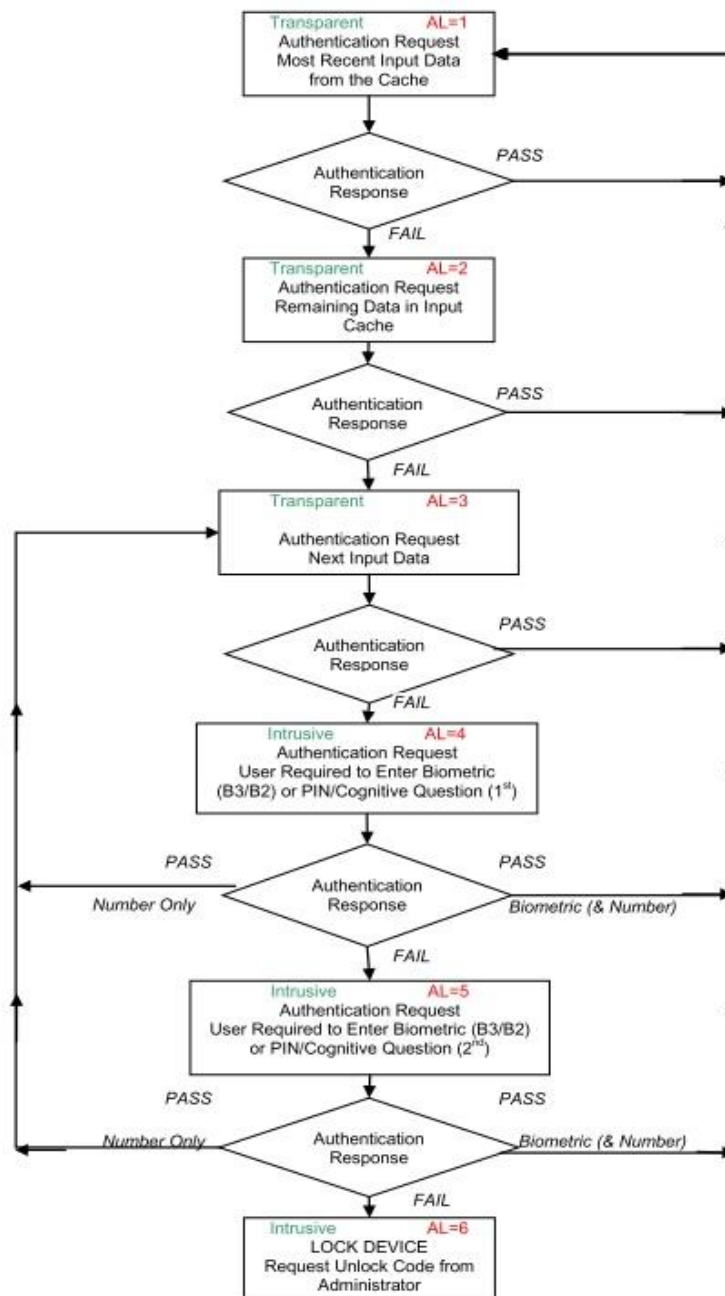 Transparent AL=1
Authentication Request
Most Recent Input Data
from the Cache
PASS
Authentication
Response
FAIL
Transparent AL=2
Authentication Request
Remaining Data in Input
Cache
PASS
Authentication
Response
FAIL
Transparent AL=3
Authentication Request
Next Input Data
PASS
Authentication
Response
FAIL
Intrusive AL=4
Authentication Request
User Required to Enter Biometric
(B3/B2) or PIN/Cognitive Question (1st)
PASS PASS
Authentication
Response
Number Only Biometric (& Number)
FAIL
Intrusive AL=5
Authentication Request
User Required to Enter Biometric (B3/B2)
or PIN/Cognitive Question (2nd)
PASS PASS
Number Only Authentication Biometric (& Number)
Response
FAIL
Intrusive AL=6
LOCK DEVICE
Request Unlock Code from
Administrator